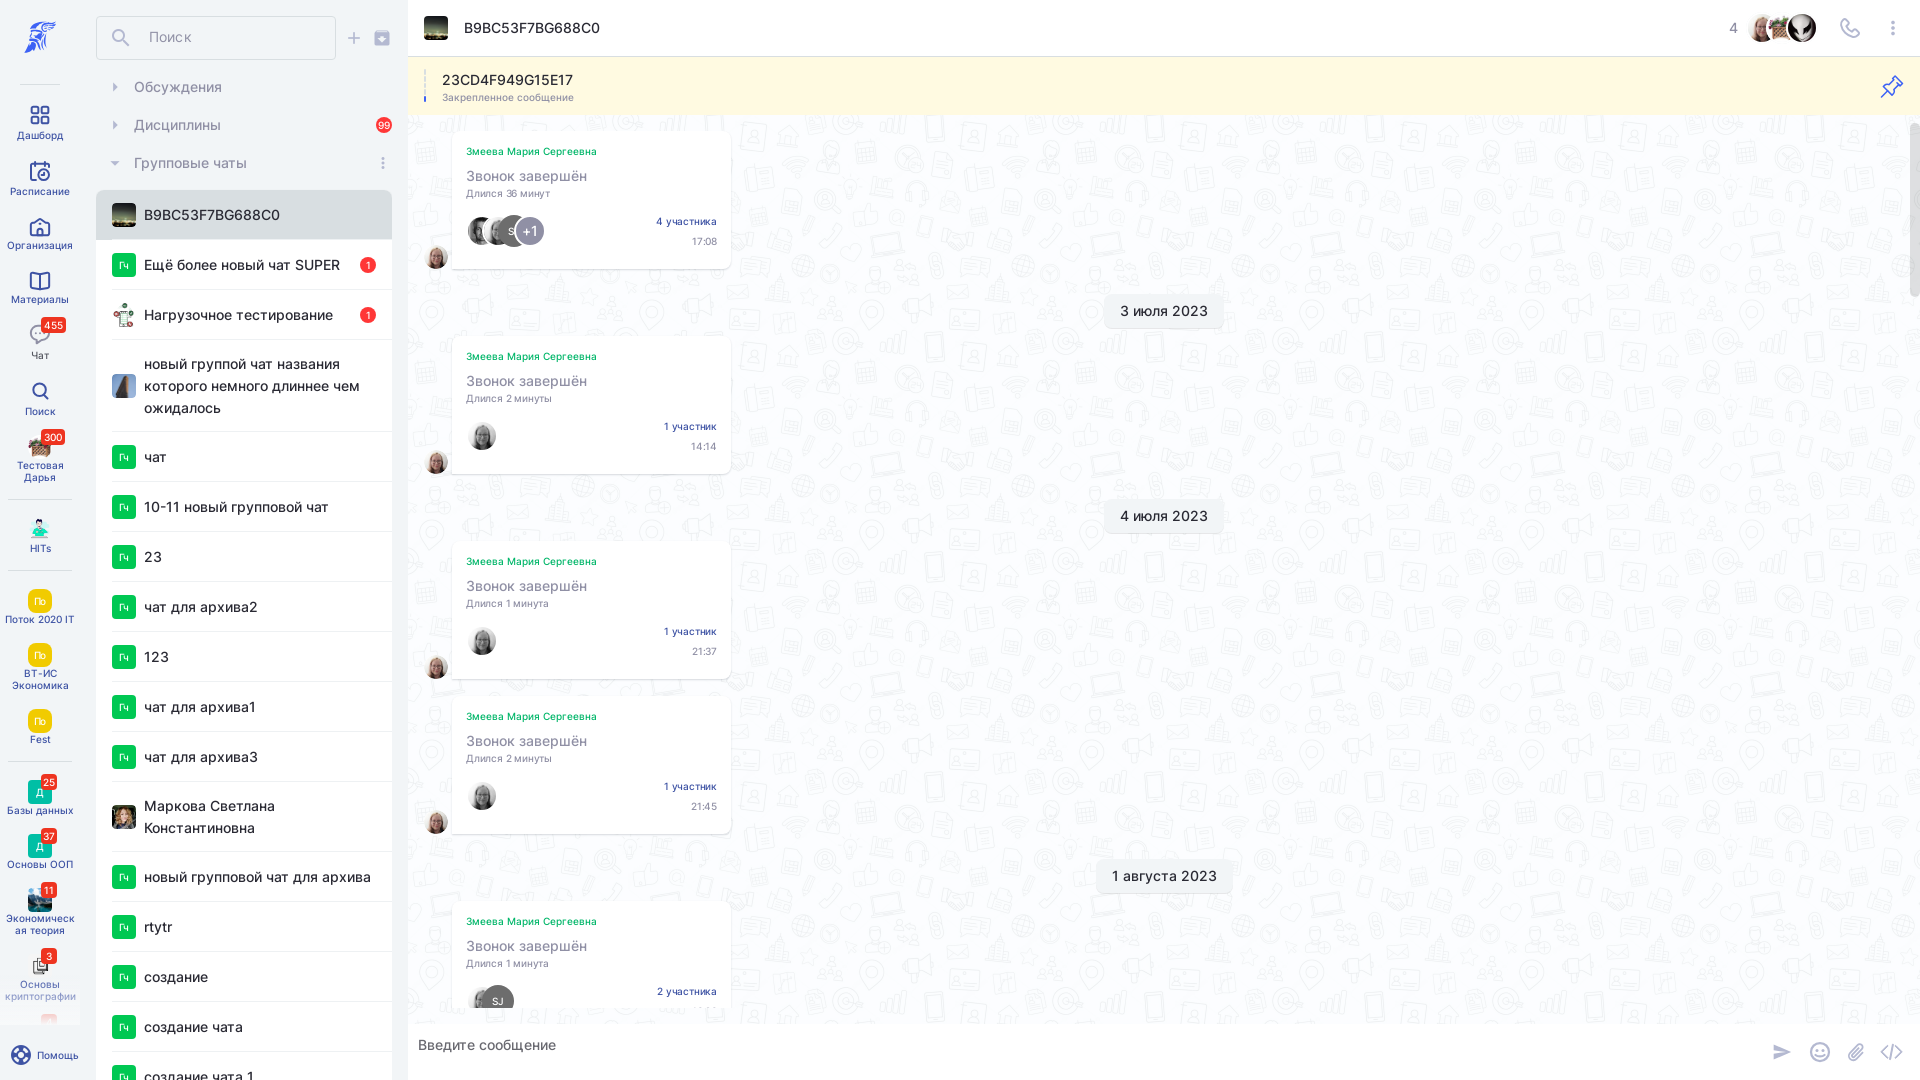 Дашборд
Расписание
Организация
Материалы
455
Чат
Поиск
300
Тестовая
Дарья
HITs
По
Поток 2020 IT
По
ВТ-ИС
Экономика
По
Fest
25
Д
Базы данных
37
Д
Основы ООП
11
Экономическ
ая теория
3
Основы
криптографии
Помощь
Поиск
Обсуждения
Дисциплины
99
Групповые чаты
B9BC53F7BG688C0
Гч
Ещё более новый чат SUPER
1
Нагрузочное тестирование
1
новый группой чат названия
которого немного длиннее чем
ожидалось
Гч
чат
Гч
10-11 новый групповой чат
Гч
23
Гч
чат для архива2
Гч
123
Гч
чат для архива1
Гч
чат для архива3
Маркова Светлана
Константиновна
Гч
новый групповой чат для архива
Гч
rtytr
Гч
создание
Гч
создание чата
Гч
создание чата 1
B9BC53F7BG688C0
4
23CD4F949G15E17
Закрепленное сообщение
Змеева Мария Сергеевна
Звонок завершён
Длился 36 минут
S
+1
4 участника
17:08
3 июля 2023
Змеева Мария Сергеевна
Звонок завершён
Длился 2 минуты
1 участник
14:14
4 июля 2023
Змеева Мария Сергеевна
Звонок завершён
Длился 1 минута
1 участник
21:37
Змеева Мария Сергеевна
Звонок завершён
Длился 2 минуты
1 участник
21:45
1 августа 2023
Змеева Мария Сергеевна
Звонок завершён
Длился 1 минута
SJ
2 участника
Введите сообщение